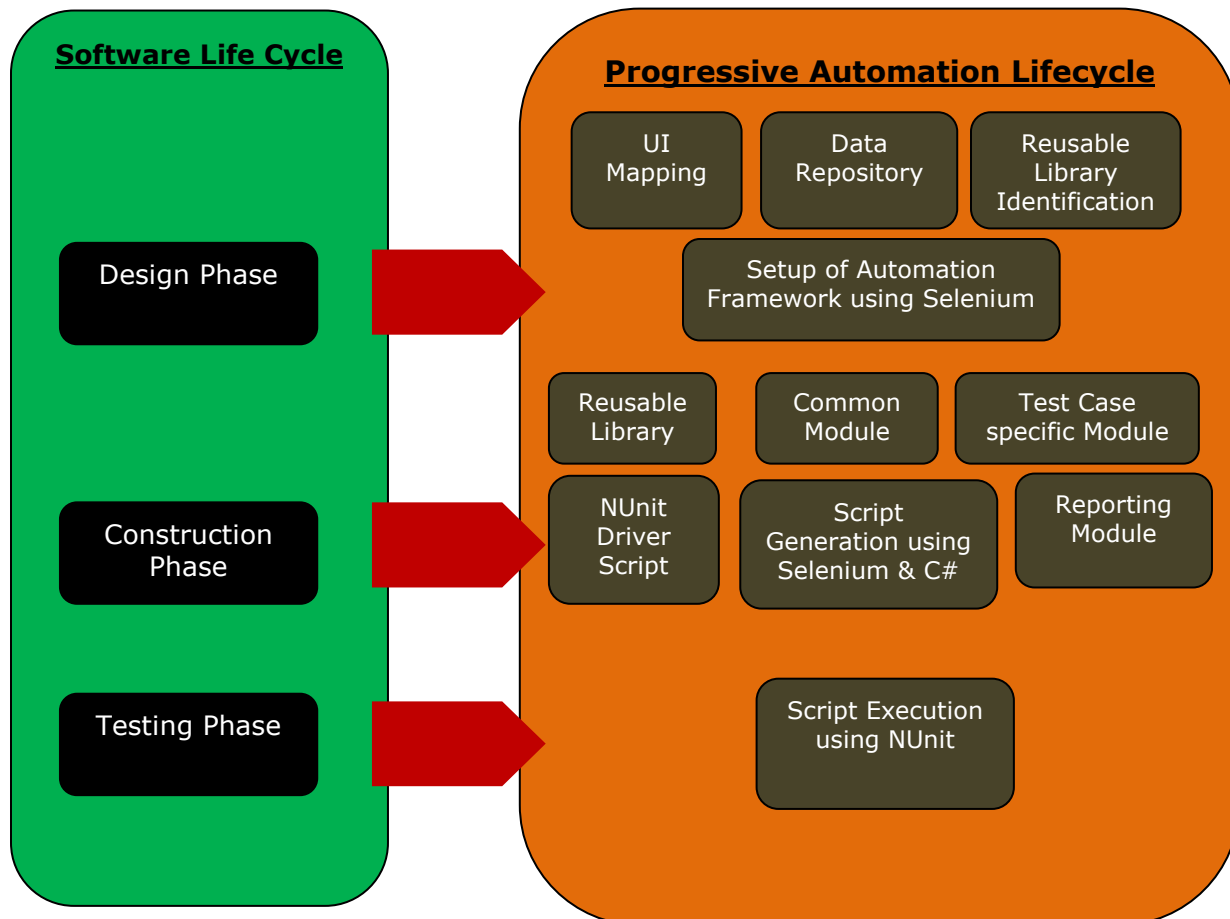 Software Life Cycle
Design Phase
Construction
Phase
Testing Phase
Progressive Automation Lifecycle
UI
Mapping
Data
Repository
Reusable
Library
Identification
Setup of Automation
Framework using Selenium
Reusable
Library
Common
Module
Test Case
specific Module
NUnit
Driver
Script
Script
Generation using
Selenium & C#
Reporting
Module
Script Execution
using NUnit